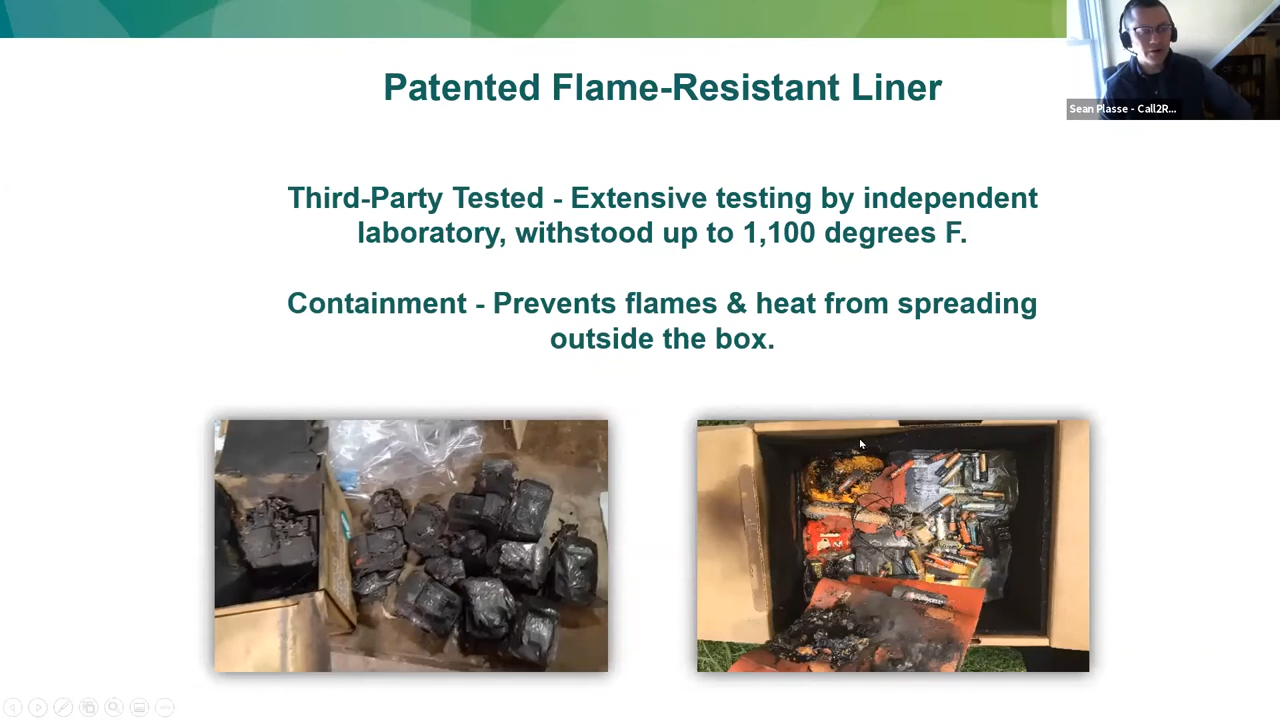 Patented Flame-Resistant Liner
Sean Plasse - Call2R...
Third-Party Tested - Extensive testing by independent
laboratory, withstood up to 1,100 degrees F.
Containment - Prevents flames & heat from spreading
outside the box.